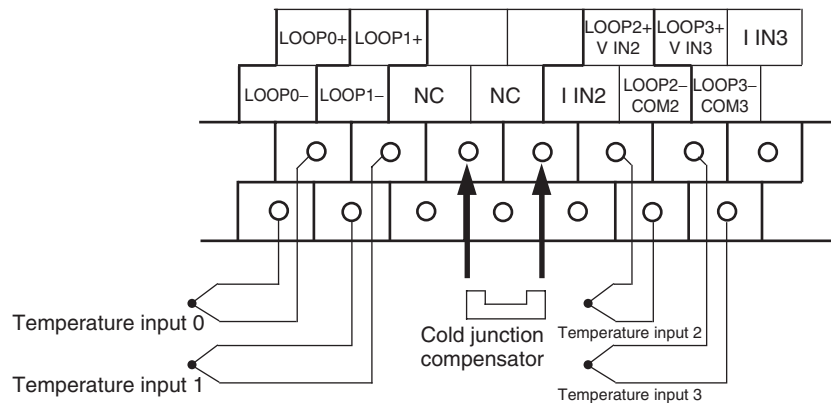 LOOP0+ LOOP1+ LOOP2+ LOOP3+ I IN3
V IN2 V IN3
LOOP0– LOOP1– NC NC I IN2 LOOP2– LOOP3–
COM2 COM3
Temperature input 0
Cold junction
compensator
Temperature input 2
Temperature input 1
Temperature input 3